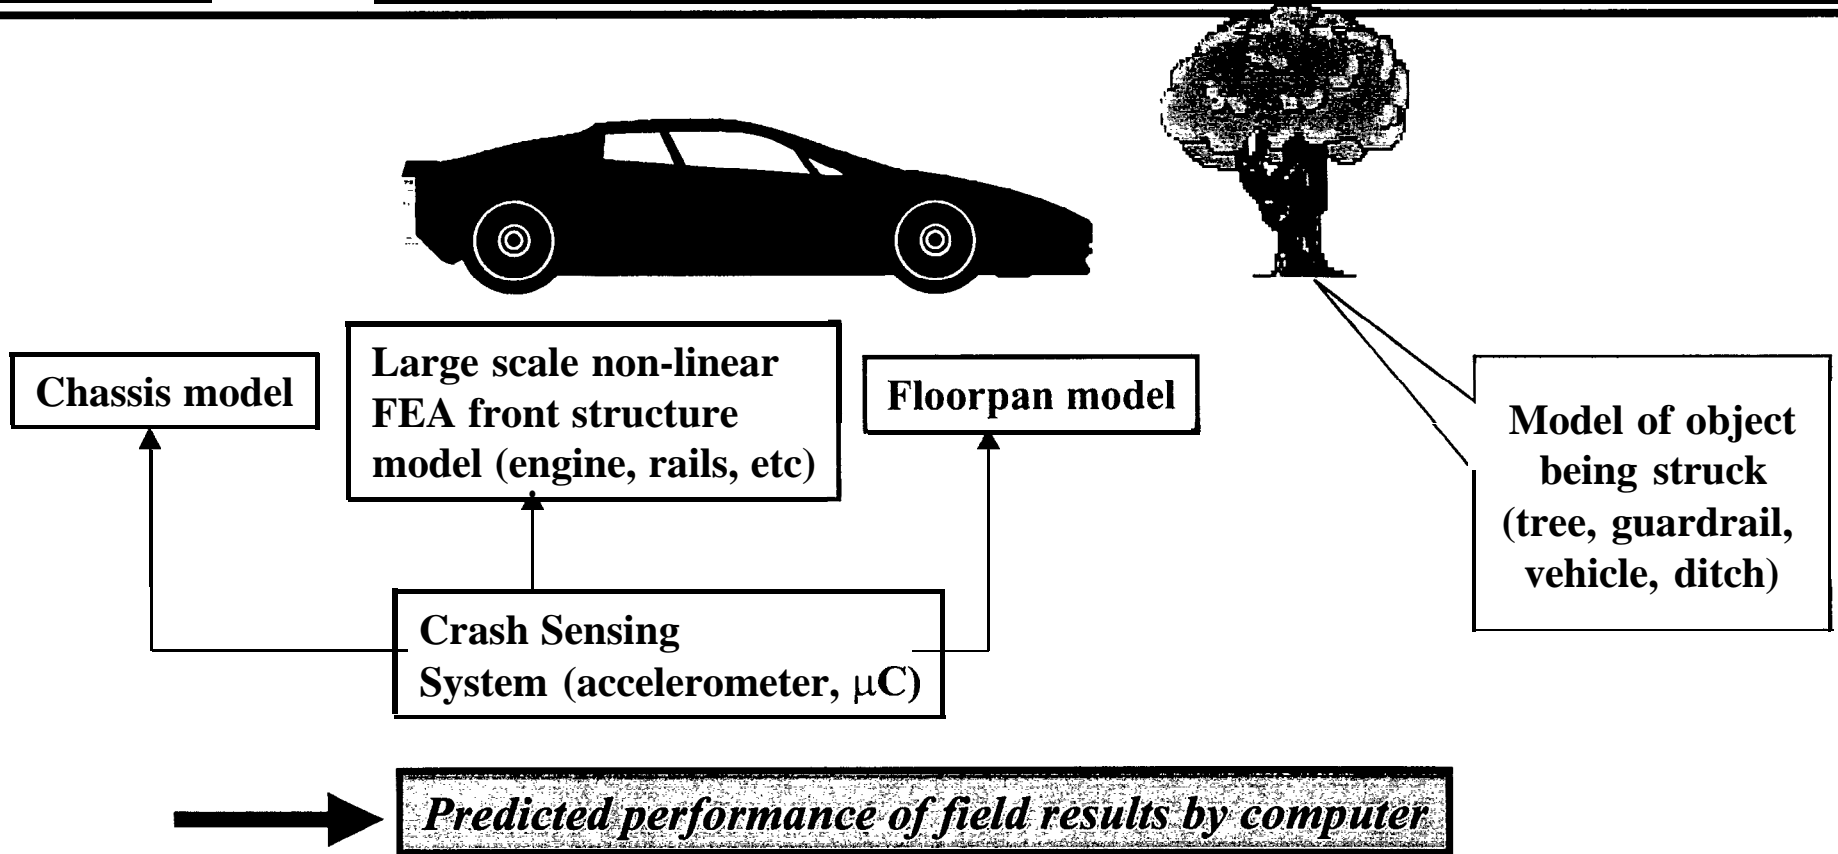 Chassis model
Large scale non-linear
FEA front structure
model (engine, rails, etc)
Floorpan model
Model of object
being struck
(tree, guardrail,
vehicle, ditch)
Crash Sensing
System (accelerometer, μC)
Predicted performance of field results by computer